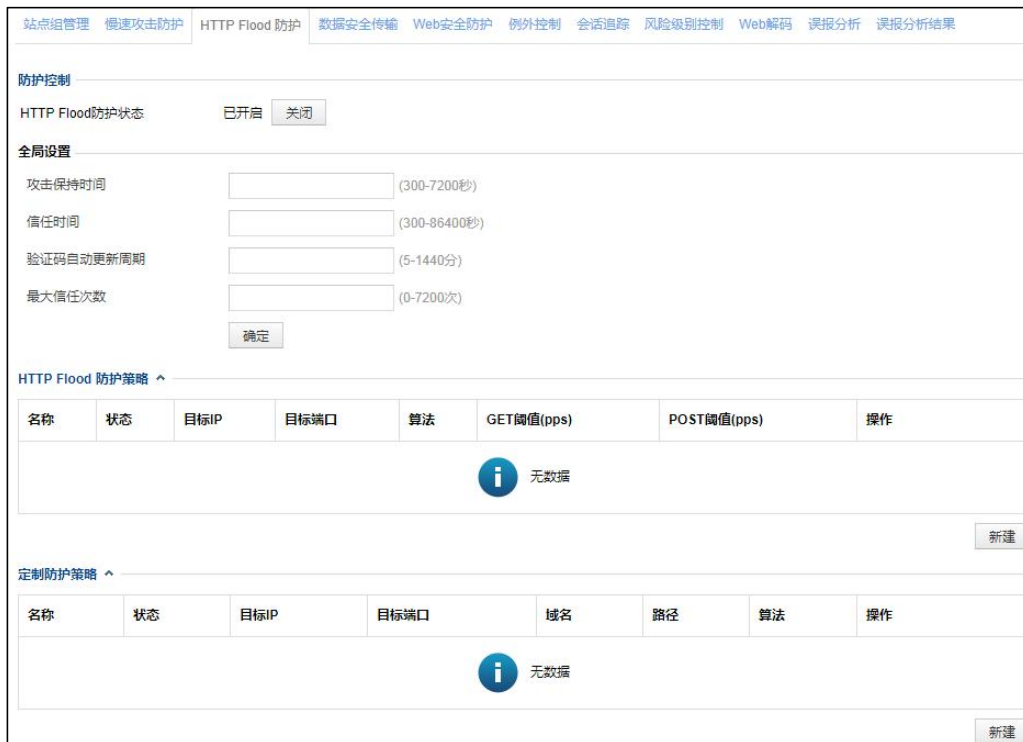 站点组管理 慢速攻击防护 HTTP Flood 防护 数据安全传输 Web安全防护 例外控制 会话追踪 风险级别控制 Web解码 误报分析 误报分析结果
防护控制
HTTP Flood防护状态 已开启 关闭
全局设置
攻击保持时间 (300-7200秒)
信任时间 (300-86400秒)
验证码自动更新周期 (5-1440分)
最大信任次数 (0-7200次)
确定
HTTP Flood 防护策略
名称 状态 目标IP 目标端口 算法 GET阈值(pps) POST阈值(pps) 操作
无数据
新建
定制防护策略
名称 状态 目标IP 目标端口 域名 路径 算法 操作
无数据
新建